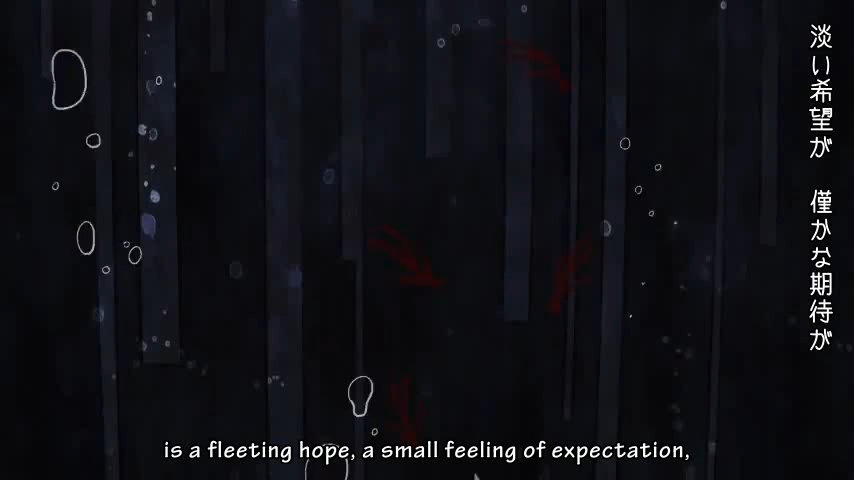 淡い希望が 僅かな期待が
is a fleeting hope, a small feeling of expectation,